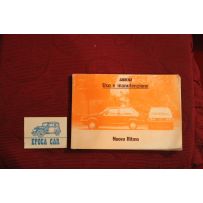 Uso e manutenzione
Nuova Ritmo
EPOCA CAR